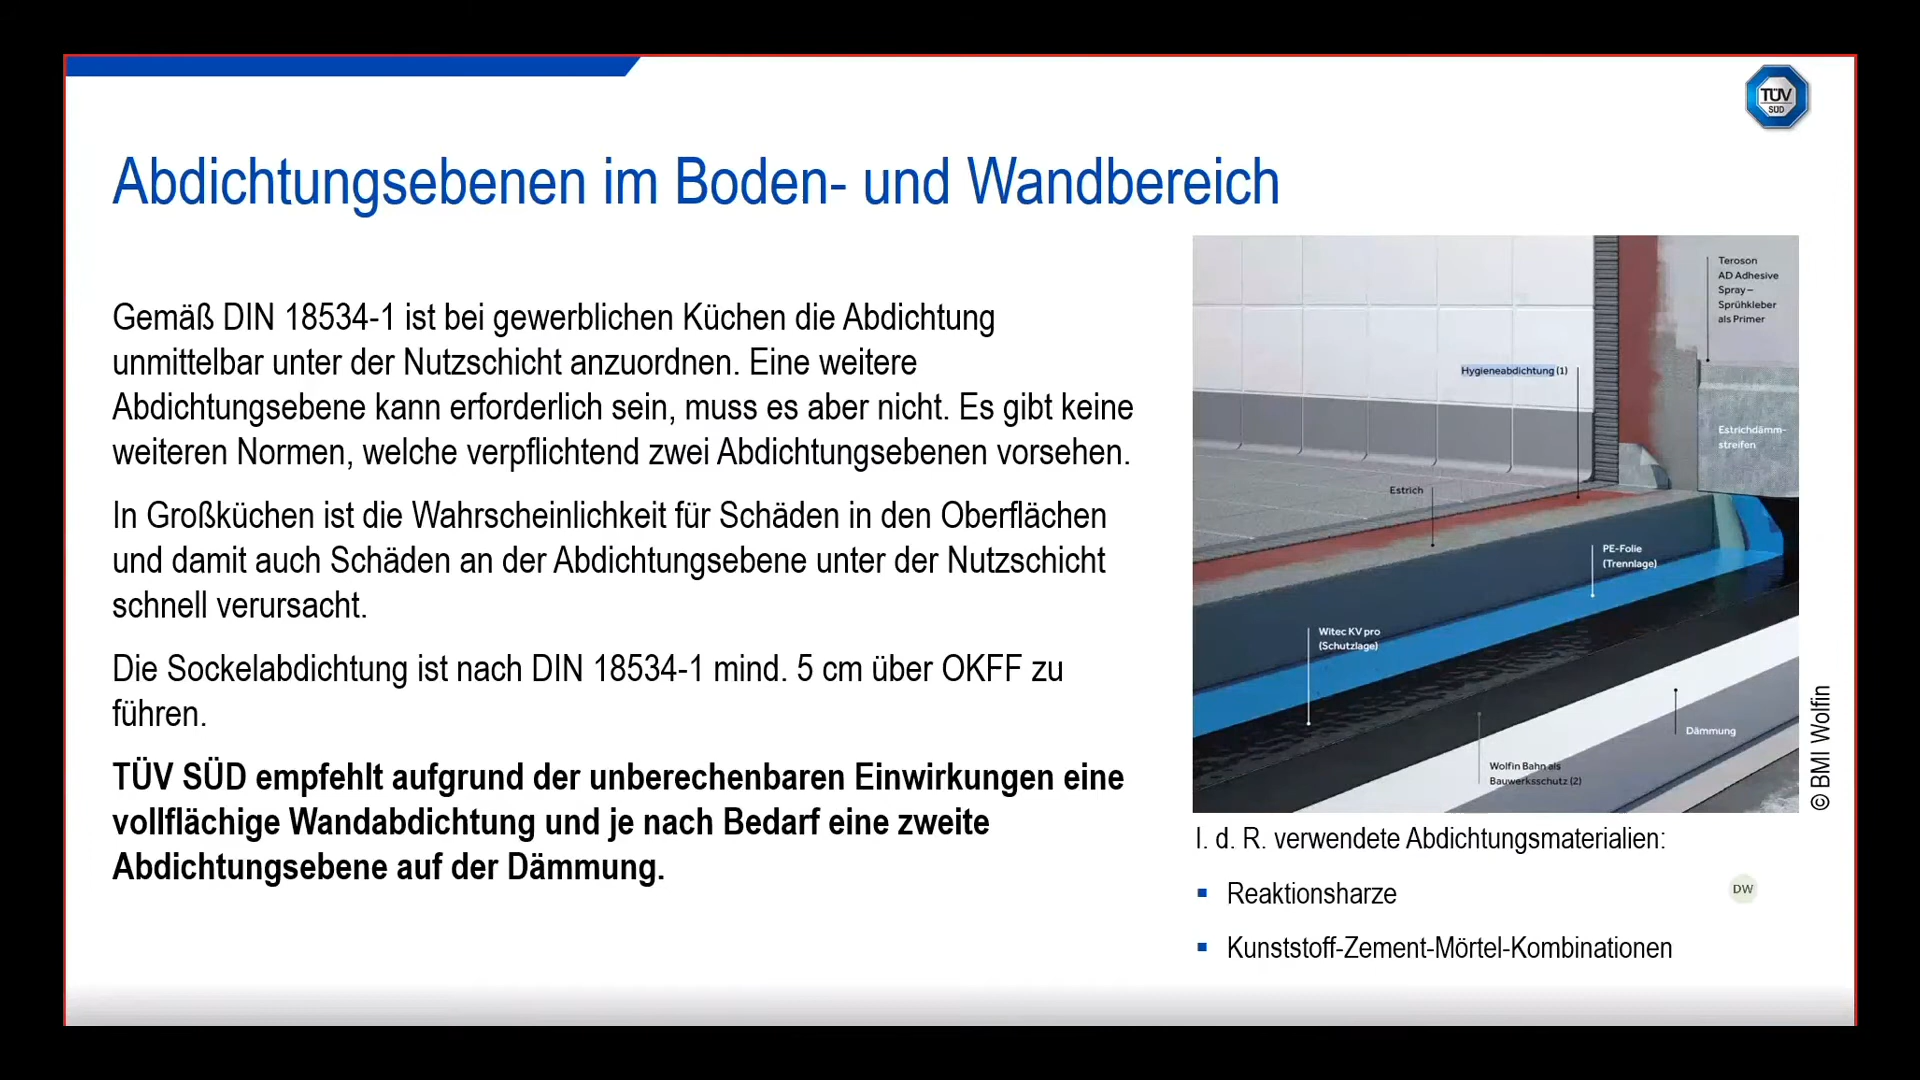 TÜV
SÜD
Abdichtungsebenen im Boden- und Wandbereich
Gemäß DIN 18534-1 ist bei gewerblichen Küchen die Abdichtung
unmittelbar unter der Nutzschicht anzuordnen. Eine weitere
Abdichtungsebene kann erforderlich sein, muss es aber nicht. Es gibt keine
weiteren Normen, welche verpflichtend zwei Abdichtungsebenen vorsehen.
In Großküchen ist die Wahrscheinlichkeit für Schäden in den Oberflächen
und damit auch Schäden an der Abdichtungsebene unter der Nutzschicht
schnell verursacht.
Die Sockelabdichtung ist nach DIN 18534-1 mind. 5 cm über OKFF zu
führen.
TÜV SÜD empfehlt aufgrund der unberechenbaren Einwirkungen eine
vollflächige Wandabdichtung und je nach Bedarf eine zweite
Abdichtungsebene auf der Dämmung.
Teroson
AD Adhesive
Spray –
Sprühkleber
als Primer
Hygieneabdichtung (1)
Estrichdämm-
streifen
Estrich
PE-Folie
(Trennlage)
Witec KV pro
(Schutzlage)
Dämmung
Wolfin Bahn als
Bauwerksschutz (2)
© BMI Wolfin
I. d. R. verwendete Abdichtungsmaterialien:
Reaktionsharze
DW
Kunststoff-Zement-Mörtel-Kombinationen